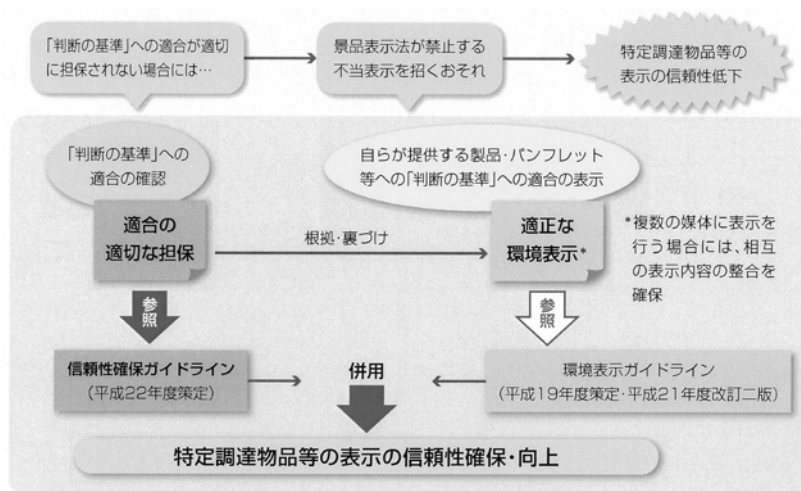 「判断の基準」への適合が適切
に担保されない場合には…
景品表示法が禁止する
不当表示を招くおそれ
特定調達物品等の
表示の信頼性低下
「判断の基準」への
適合の確認
自らが提供する製品・パンフレット
等への「判断の基準」への適合の表示
適合の
適切な担保
根拠・裏づけ
適正な
環境表示*
*複数の媒体に表示を
行う場合には、相互
の表示内容の整合を
確保
参照
参照
信頼性確保ガイドライン
(平成22年度策定)
併用
環境表示ガイドライン
(平成19年度策定・平成21年度改訂二版)
特定調達物品等の表示の信頼性確保・向上